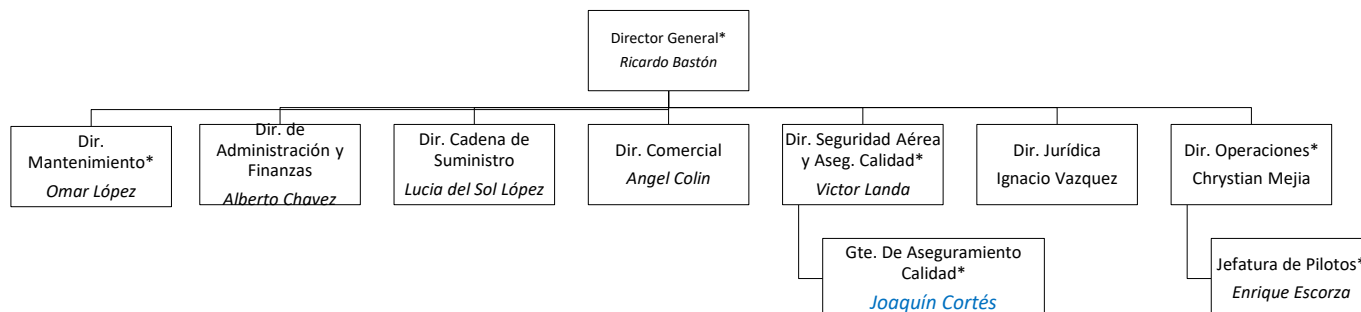 Director General*
Ricardo Bastón
Dir.
Mantenimiento*
Omar López
Dir. de
Administración y
Finanzas
Alberto Chavez
Dir. Cadena de
Suministro
Lucia del Sol López
Dir. Comercial
Angel Colin
Dir. Seguridad Aérea
y Aseg. Calidad*
Victor Landa
Dir. Jurídica
Ignacio Vazquez
Dir. Operaciones*
Chrystian Mejia
Gte. De Aseguramiento
Calidad*
Joaquín Cortés
Jefatura de Pilotos*
Enrique Escorza